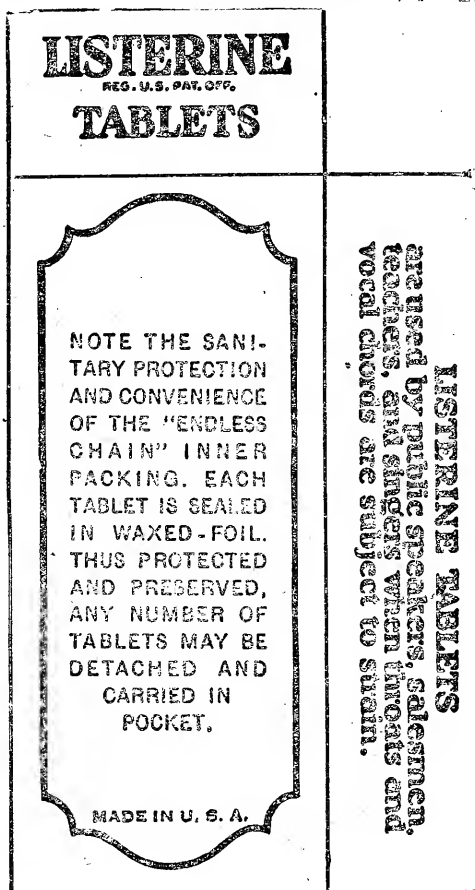 LISTERINE
REG. U.S. PAT. OFF.
TABLETS
NOTE THE SANI-
TARY PROTECTION
AND CONVENIENCE
OF THE "ENDLESS
CHAIN" INNER
PACKING. EACH
TABLET IS SEALED
IN WAXED-FOIL.
THUS PROTECTED
AND PRESERVED,
ANY NUMBER OF
TABLETS MAY BE
DETACHED AND
CARRIED IN
POCKET.
MADE IN U. S. A.
LISTERINE TABLETS
are used by public speakers, salesmen,
teachers, and singers when throats and
vocal chords are subject to strain.